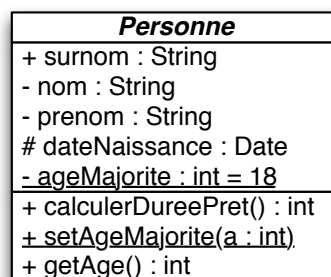 Personne
+ surnom : String
- nom : String
- prenom : String
# dateNaissance : Date
- ageMajorite : int = 18
+ calculerDureePret() : int
+ setAgeMajorite(a : int)
+ getAge() : int